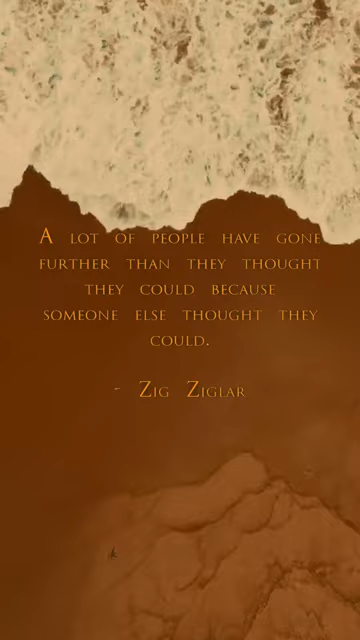 A LOT OF PEOPLE HAVE GONE
FURTHER THAN THEY THOUGHT
THEY COULD BECAUSE
SOMEONE ELSE THOUGHT THEY
COULD.
- ZIG ZIGLAR